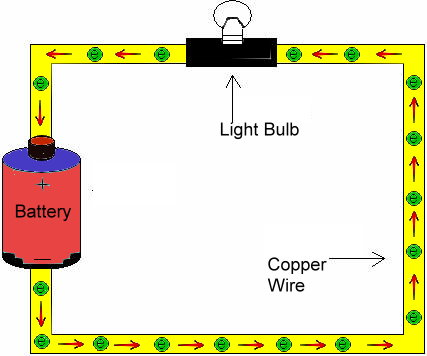 Light Bulb
+
Battery
Copper
Wire